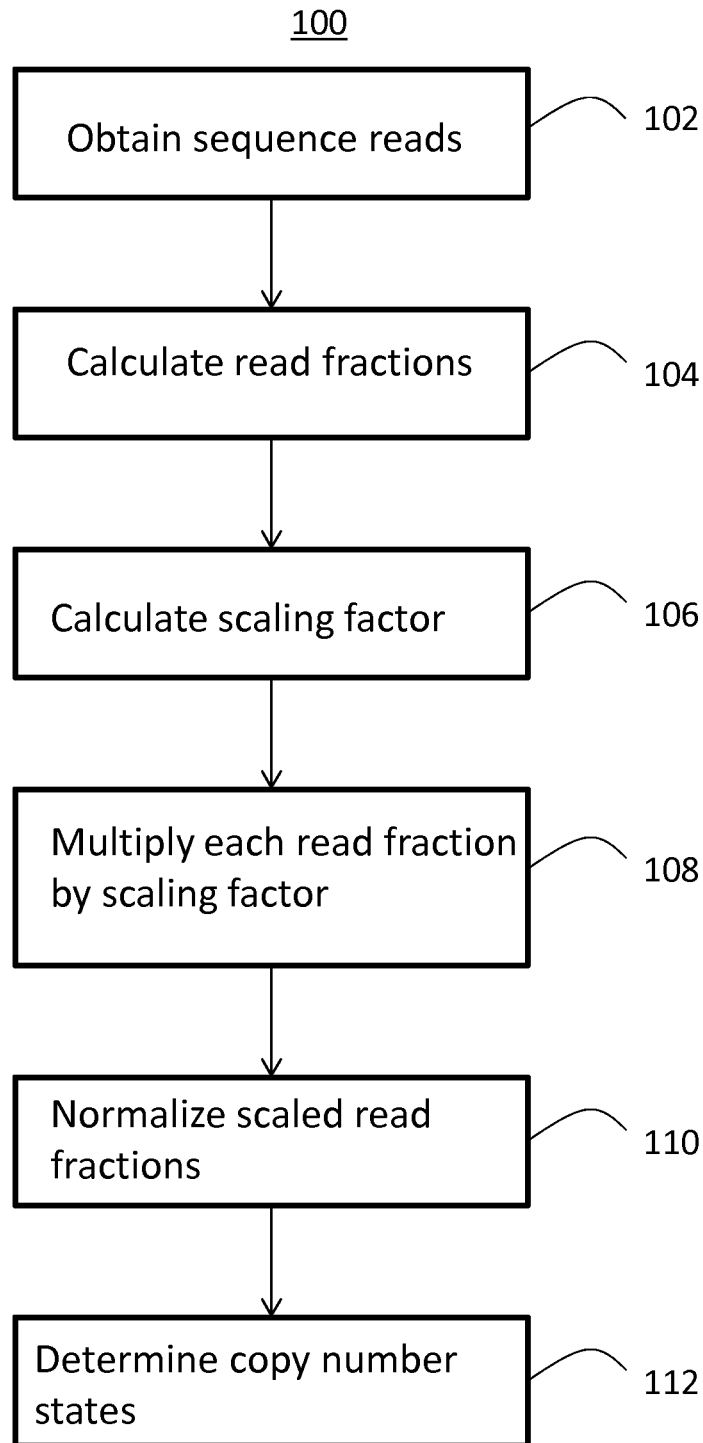 100
Obtain sequence reads
102
Calculate read fractions
104
Calculate scaling factor
106
Multiply each read fraction
by scaling factor
108
Normalize scaled read
fractions
110
Determine copy number
states
112